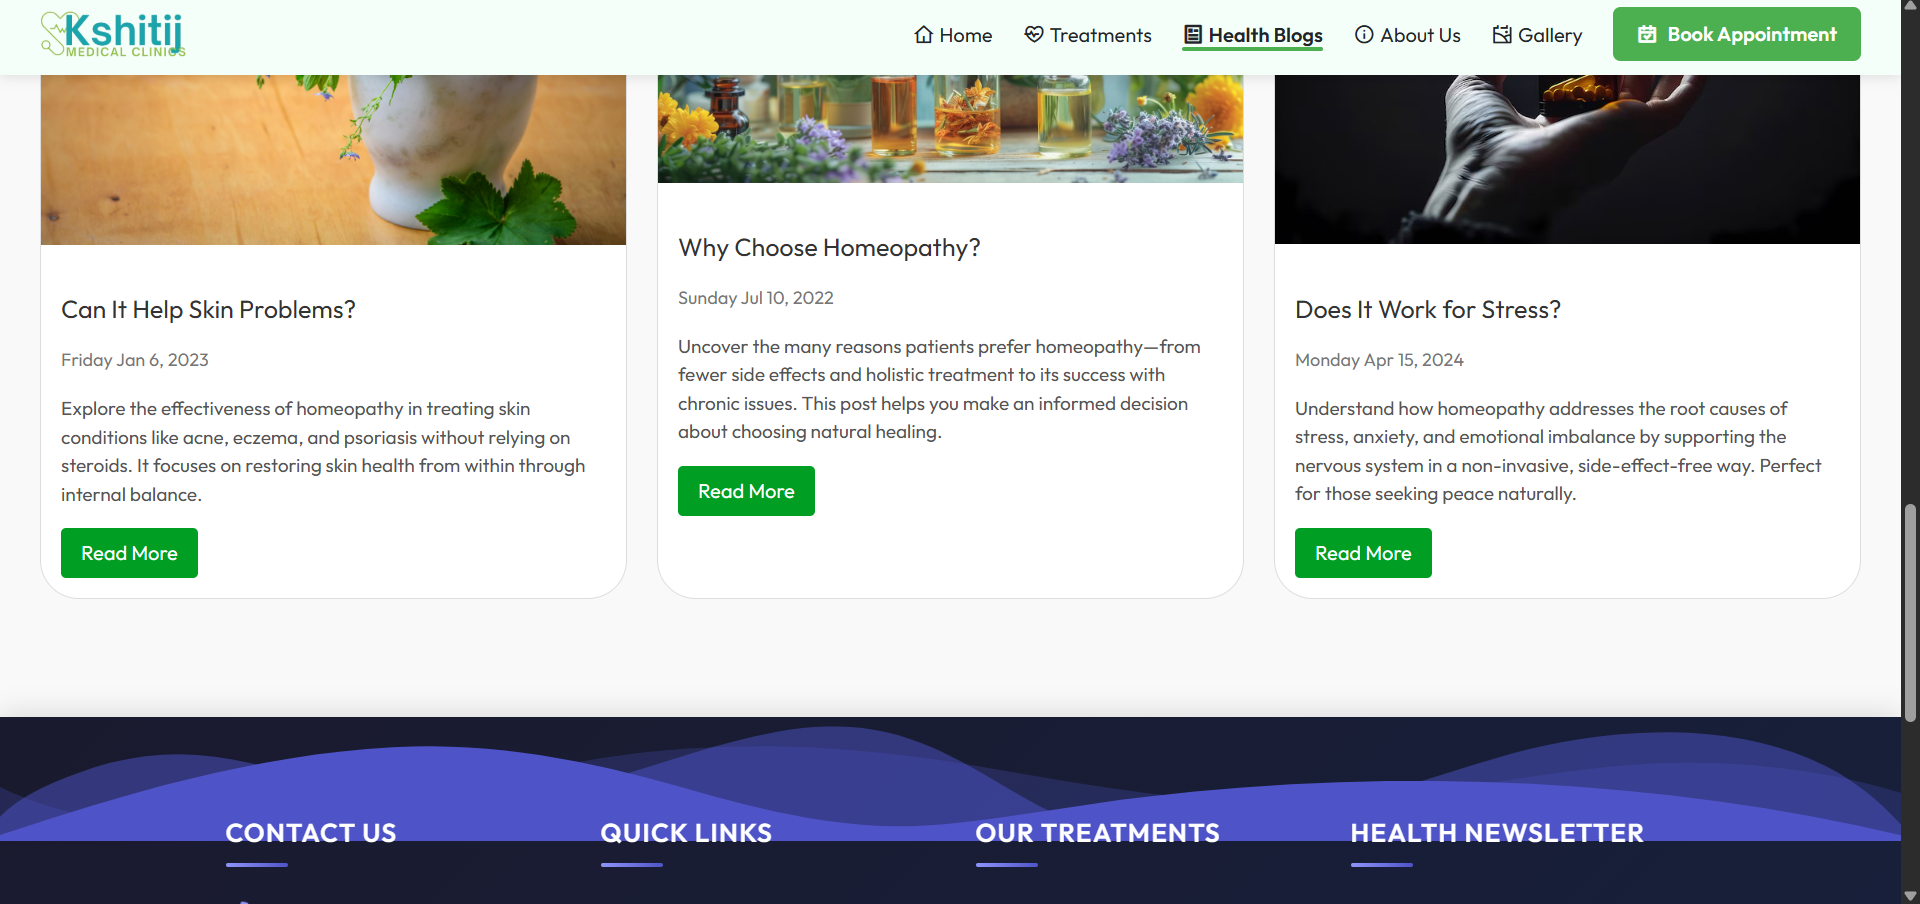 Kshitij
MEDICAL CLINICS
Home
Treatments
Health Blogs
About Us
Gallery
Book Appointment
Can It Help Skin Problems?
Friday Jan 6, 2023
Explore the effectiveness of homeopathy in treating skin
conditions like acne, eczema, and psoriasis without relying on
steroids. It focuses on restoring skin health from within through
internal balance.
Read More
Why Choose Homeopathy?
Sunday Jul 10, 2022
Uncover the many reasons patients prefer homeopathy—from
fewer side effects and holistic treatment to its success with
chronic issues. This post helps you make an informed decision
about choosing natural healing.
Read More
Does It Work for Stress?
Monday Apr 15, 2024
Understand how homeopathy addresses the root causes of
stress, anxiety, and emotional imbalance by supporting the
nervous system in a non-invasive, side-effect-free way. Perfect
for those seeking peace naturally.
Read More
CONTACT US
QUICK LINKS
OUR TREATMENTS
HEALTH NEWSLETTER